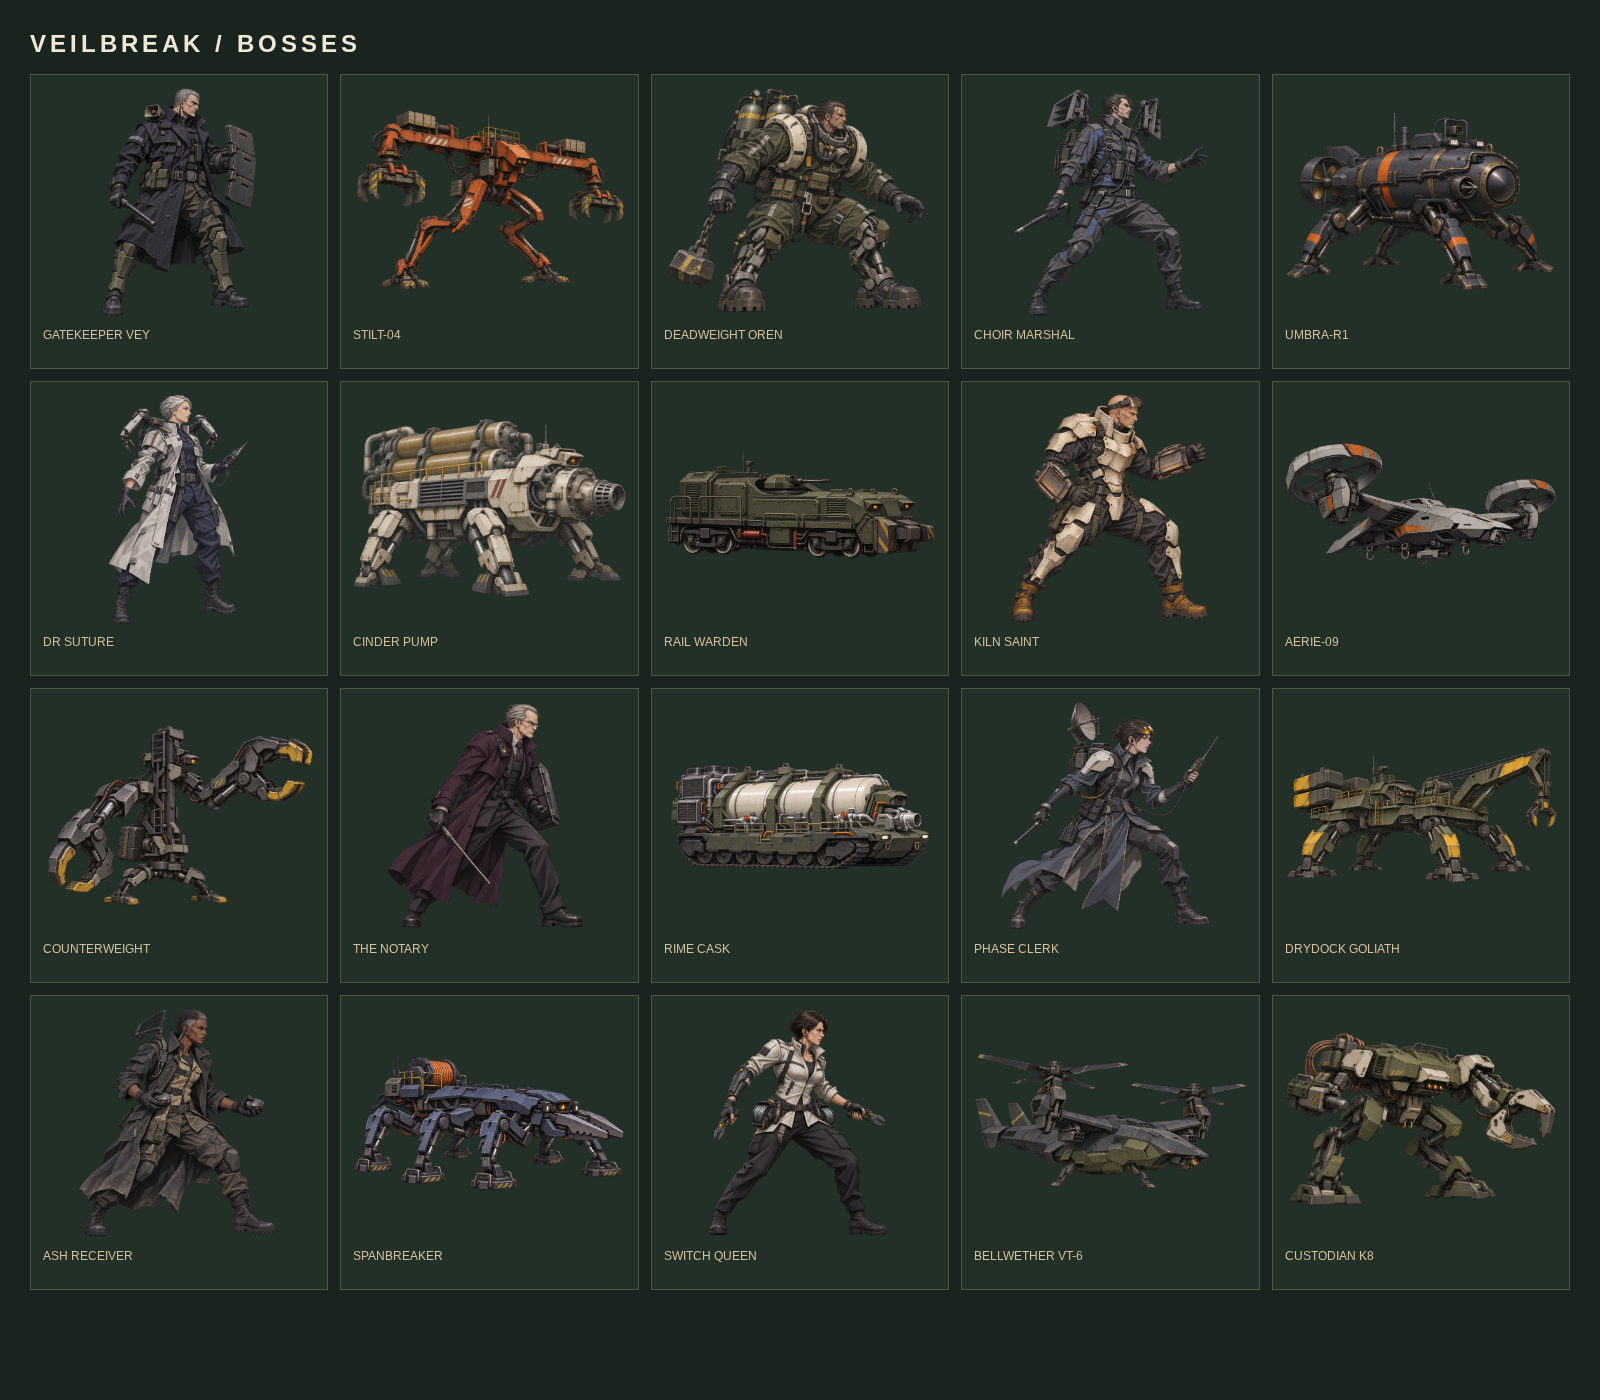 VEILBREAK / BOSSES
GATEKEEPER VEY
STILT-04
DEADWEIGHT OREN
CHOIR MARSHAL
UMBRA-R1
DR SUTURE
CINDER PUMP
RAIL WARDEN
KILN SAINT
AERIE-09
COUNTERWEIGHT
THE NOTARY
RIME CASK
PHASE CLERK
DRYDOCK GOLIATH
ASH RECEIVER
SPANBREAKER
SWITCH QUEEN
BELLWETHER VT-6
CUSTODIAN K8